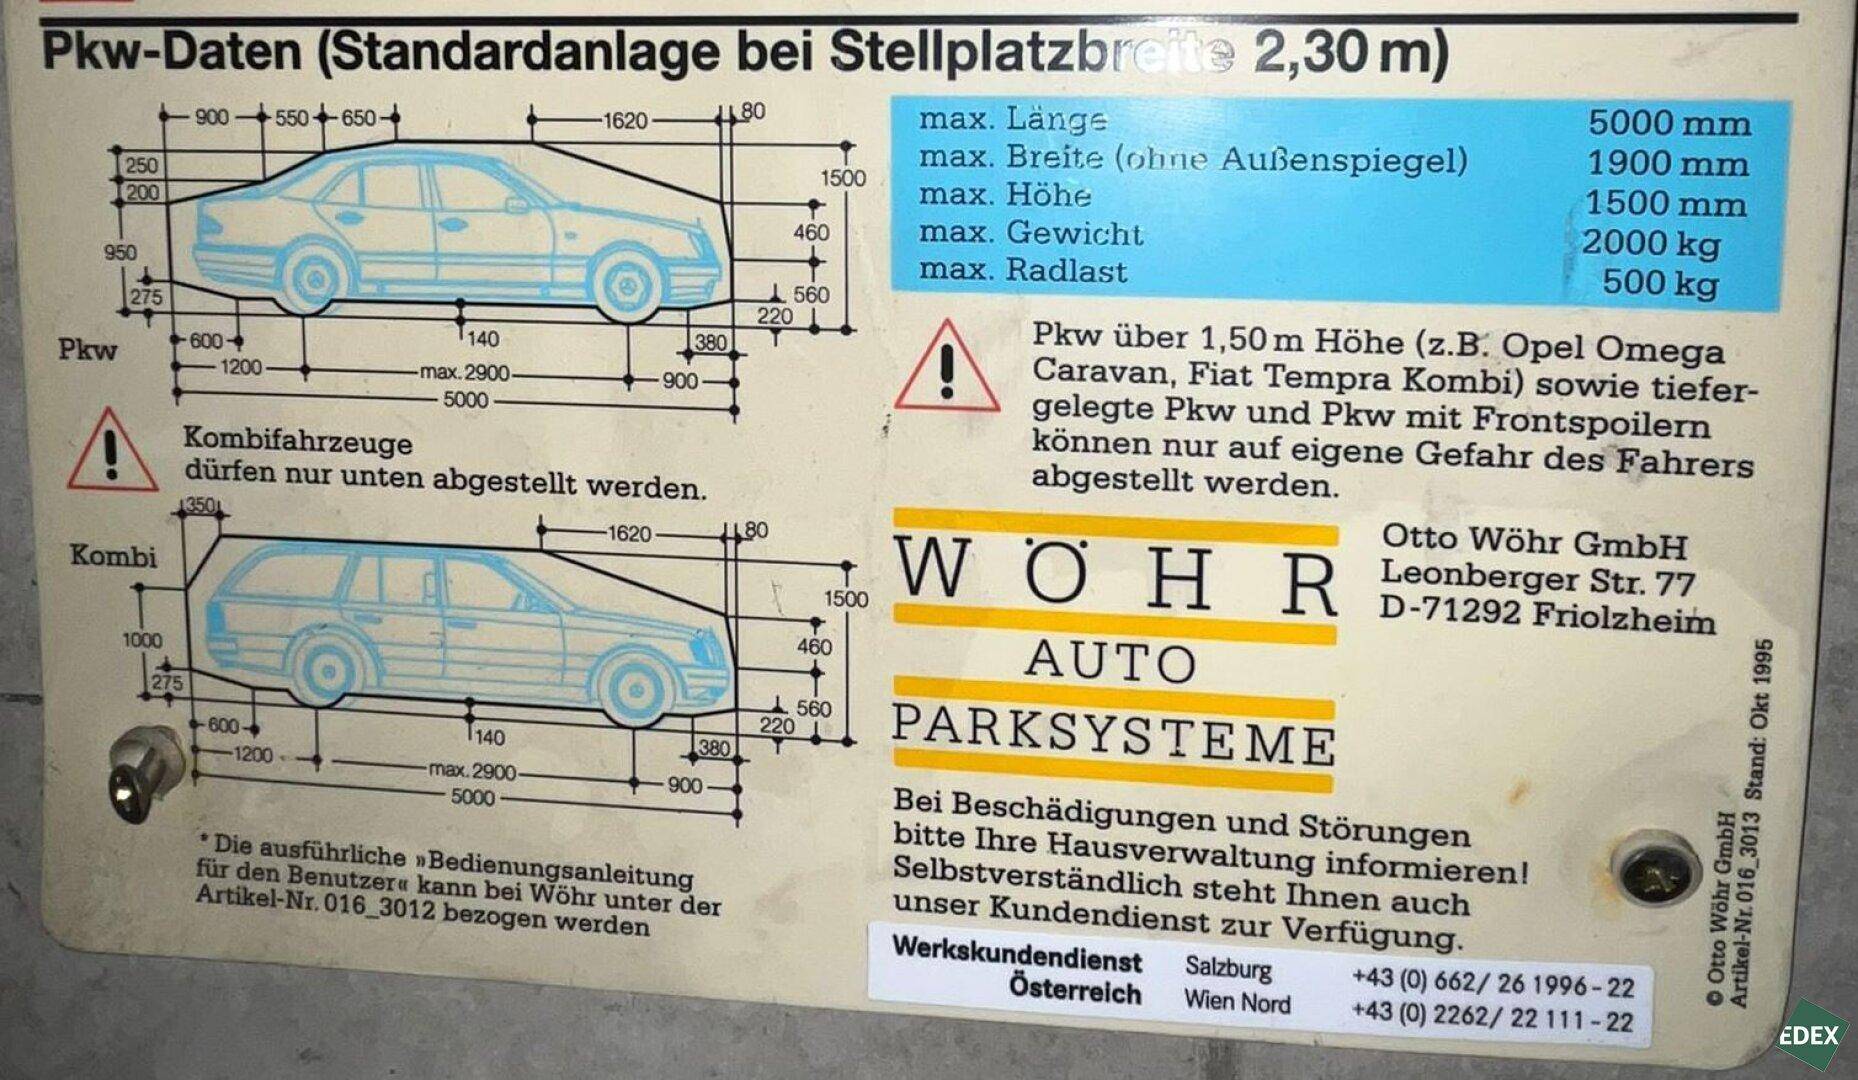 Pkw-Daten (Standardanlage bei Stellplatzbreite 2,30 m)
900 550 650 1620 80
250
200
950
275
1500
460
560
220
600
140
380
1200
max. 2900
900
5000
Pkw
max. Länge 5000 mm
max. Breite (ohne Außenspiegel) 1900 mm
max. Höhe 1500 mm
max. Gewicht 2000 kg
max. Radlast 500 kg
Kombifahrzeuge
dürfen nur unten abgestellt werden.
Pkw über 1,50 m Höhe (z.B. Opel Omega
Caravan, Fiat Tempra Kombi) sowie tiefer-
gelegte Pkw und Pkw mit Frontspoilern
können nur auf eigene Gefahr des Fahrers
abgestellt werden.
350 1620 80
Kombi
1000
275
1500
460
560
220
600
140
380
1200
max. 2900
900
5000
WÖHR
AUTO
PARKSYSTEME
Otto Wöhr GmbH
Leonberger Str. 77
D-71292 Friolzheim
* Die ausführliche »Bedienungsanleitung
für den Benutzer« kann bei Wöhr unter der
Artikel-Nr. 016_3012 bezogen werden
Bei Beschädigungen und Störungen
bitte Ihre Hausverwaltung informieren!
Selbstverständlich steht Ihnen auch
unser Kundendienst zur Verfügung.
Werkskundendienst Salzburg +43 (0) 662/ 26 1996 - 22
Österreich Wien Nord +43 (0) 2262/ 22 111 - 22
© Otto Wöhr GmbH
Artikel-Nr. 016_3013 Stand: Okt 1995
EDEX